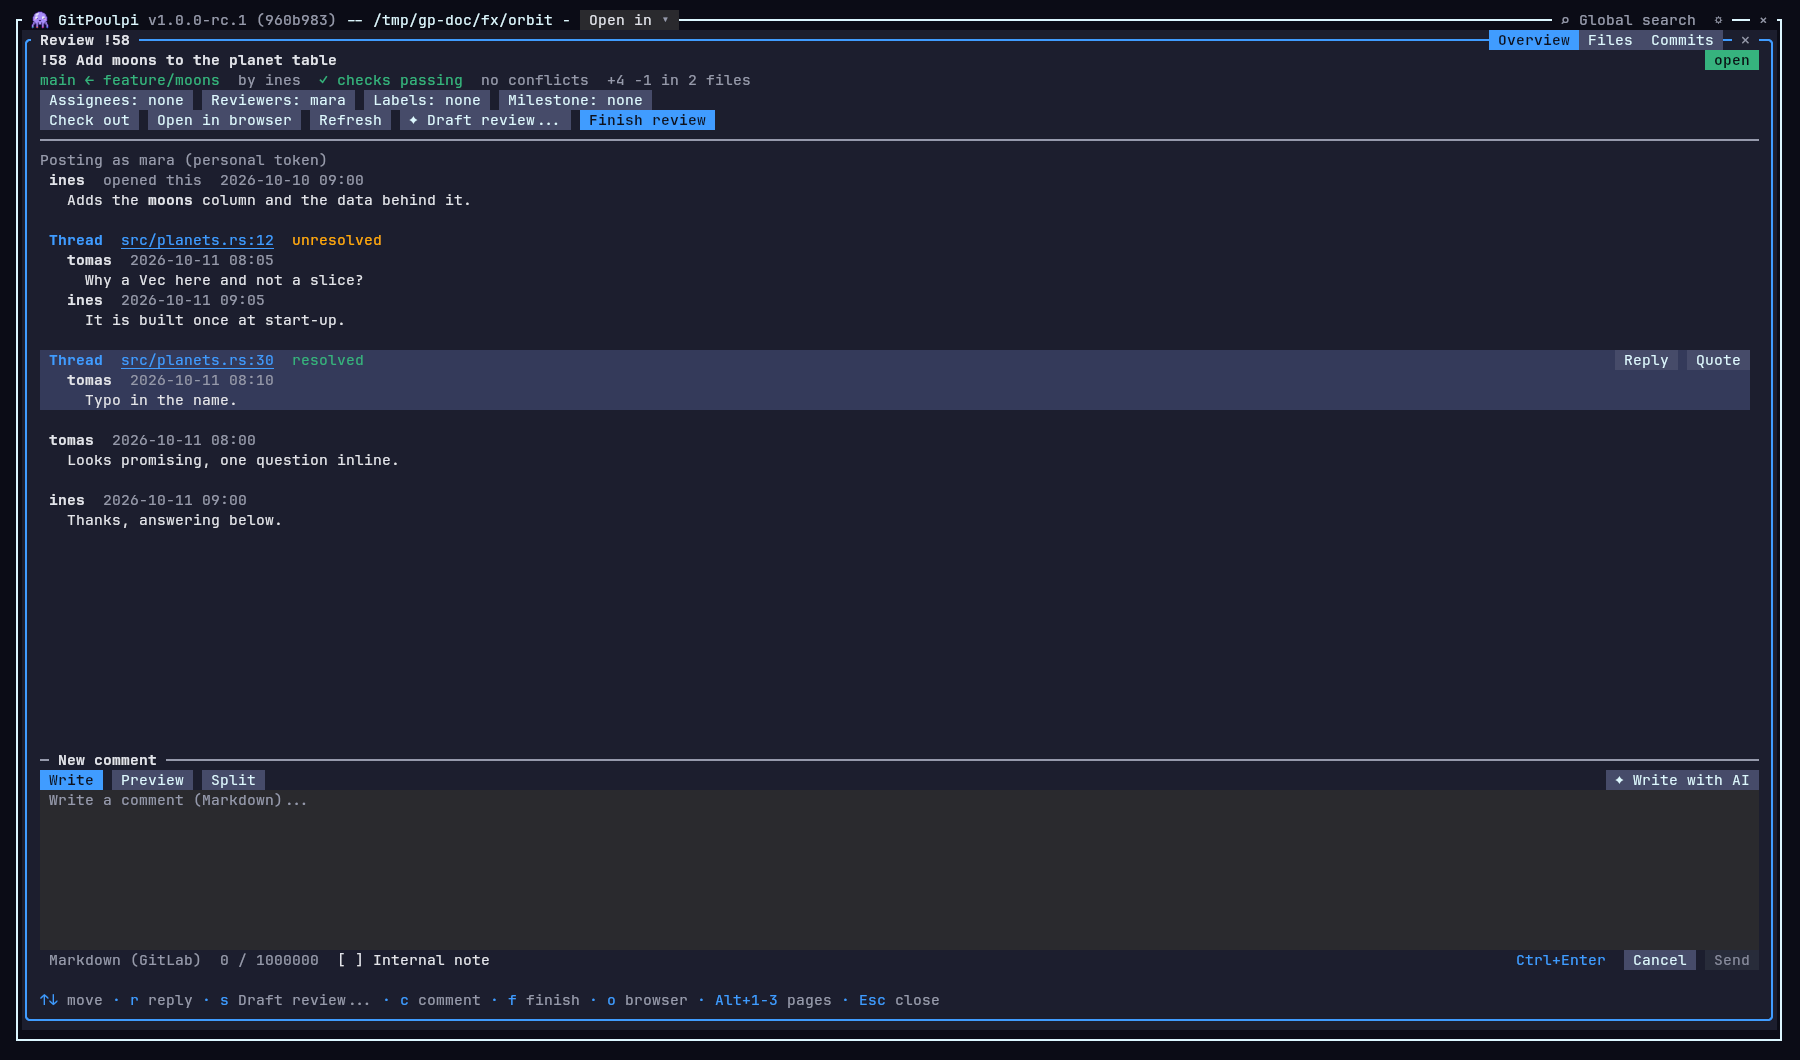 GitPoulpi v1.0.0-rc.1 (960b983) —— /tmp/gp-doc/fx/orbit - Open in ▾ ⌕ Global search ⚙ — ×
Review !58 Overview Files Commits — ×
!58 Add moons to the planet table open
main ← feature/moons by ines ✓ checks passing no conflicts +4 -1 in 2 files
Assignees: none Reviewers: mara Labels: none Milestone: none
Check out Open in browser Refresh ✦ Draft review... Finish review
Posting as mara (personal token)
ines opened this 2026-10-10 09:00
Adds the moons column and the data behind it.
Thread src/planets.rs:12 unresolved
tomas 2026-10-11 08:05
Why a Vec here and not a slice?
ines 2026-10-11 09:05
It is built once at start-up.
Thread src/planets.rs:30 resolved Reply Quote
tomas 2026-10-11 08:10
Typo in the name.
tomas 2026-10-11 08:00
Looks promising, one question inline.
ines 2026-10-11 09:00
Thanks, answering below.
New comment
Write Preview Split ✦ Write with AI
Write a comment (Markdown)...
Markdown (GitLab) 0 / 1000000 [ ] Internal note Ctrl+Enter Cancel Send
↑↓ move · r reply · s Draft review... · c comment · f finish · o browser · Alt+1-3 pages · Esc close